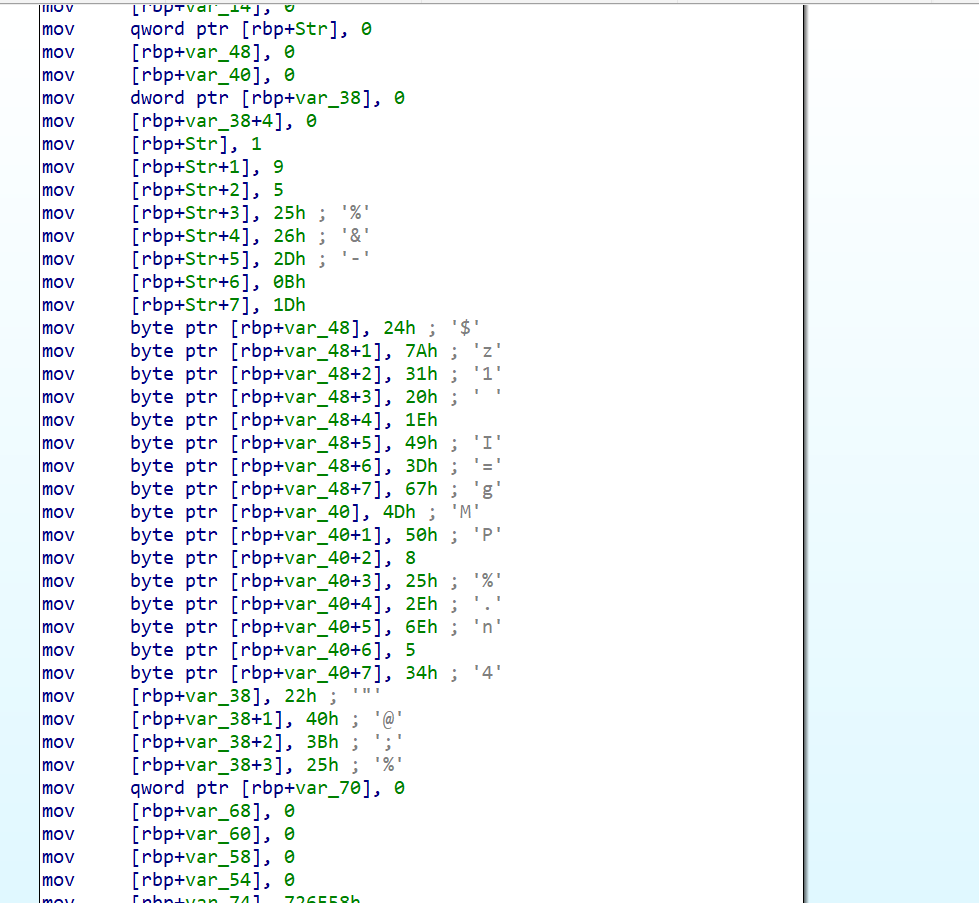 mov [rbp+var_14], 0
mov qword ptr [rbp+Str], 0
mov [rbp+var_48], 0
mov [rbp+var_40], 0
mov dword ptr [rbp+var_38], 0
mov [rbp+var_38+4], 0
mov [rbp+Str], 1
mov [rbp+Str+1], 9
mov [rbp+Str+2], 5
mov [rbp+Str+3], 25h ; '%'
mov [rbp+Str+4], 26h ; '&'
mov [rbp+Str+5], 2Dh ; '-'
mov [rbp+Str+6], 0Bh
mov [rbp+Str+7], 1Dh
mov byte ptr [rbp+var_48], 24h ; '$'
mov byte ptr [rbp+var_48+1], 7Ah ; 'z'
mov byte ptr [rbp+var_48+2], 31h ; '1'
mov byte ptr [rbp+var_48+3], 20h ; ' '
mov byte ptr [rbp+var_48+4], 1Eh
mov byte ptr [rbp+var_48+5], 49h ; 'I'
mov byte ptr [rbp+var_48+6], 3Dh ; '='
mov byte ptr [rbp+var_48+7], 67h ; 'g'
mov byte ptr [rbp+var_40], 4Dh ; 'M'
mov byte ptr [rbp+var_40+1], 50h ; 'P'
mov byte ptr [rbp+var_40+2], 8
mov byte ptr [rbp+var_40+3], 25h ; '%'
mov byte ptr [rbp+var_40+4], 2Eh ; '.'
mov byte ptr [rbp+var_40+5], 6Eh ; 'n'
mov byte ptr [rbp+var_40+6], 5
mov byte ptr [rbp+var_40+7], 34h ; '4'
mov [rbp+var_38], 22h ; '"'
mov [rbp+var_38+1], 40h ; '@'
mov [rbp+var_38+2], 3Bh ; ';'
mov [rbp+var_38+3], 25h ; '%'
mov qword ptr [rbp+var_70], 0
mov [rbp+var_68], 0
mov [rbp+var_60], 0
mov [rbp+var_58], 0
mov [rbp+var_54], 0
mov [rbp+var_74], 726558h